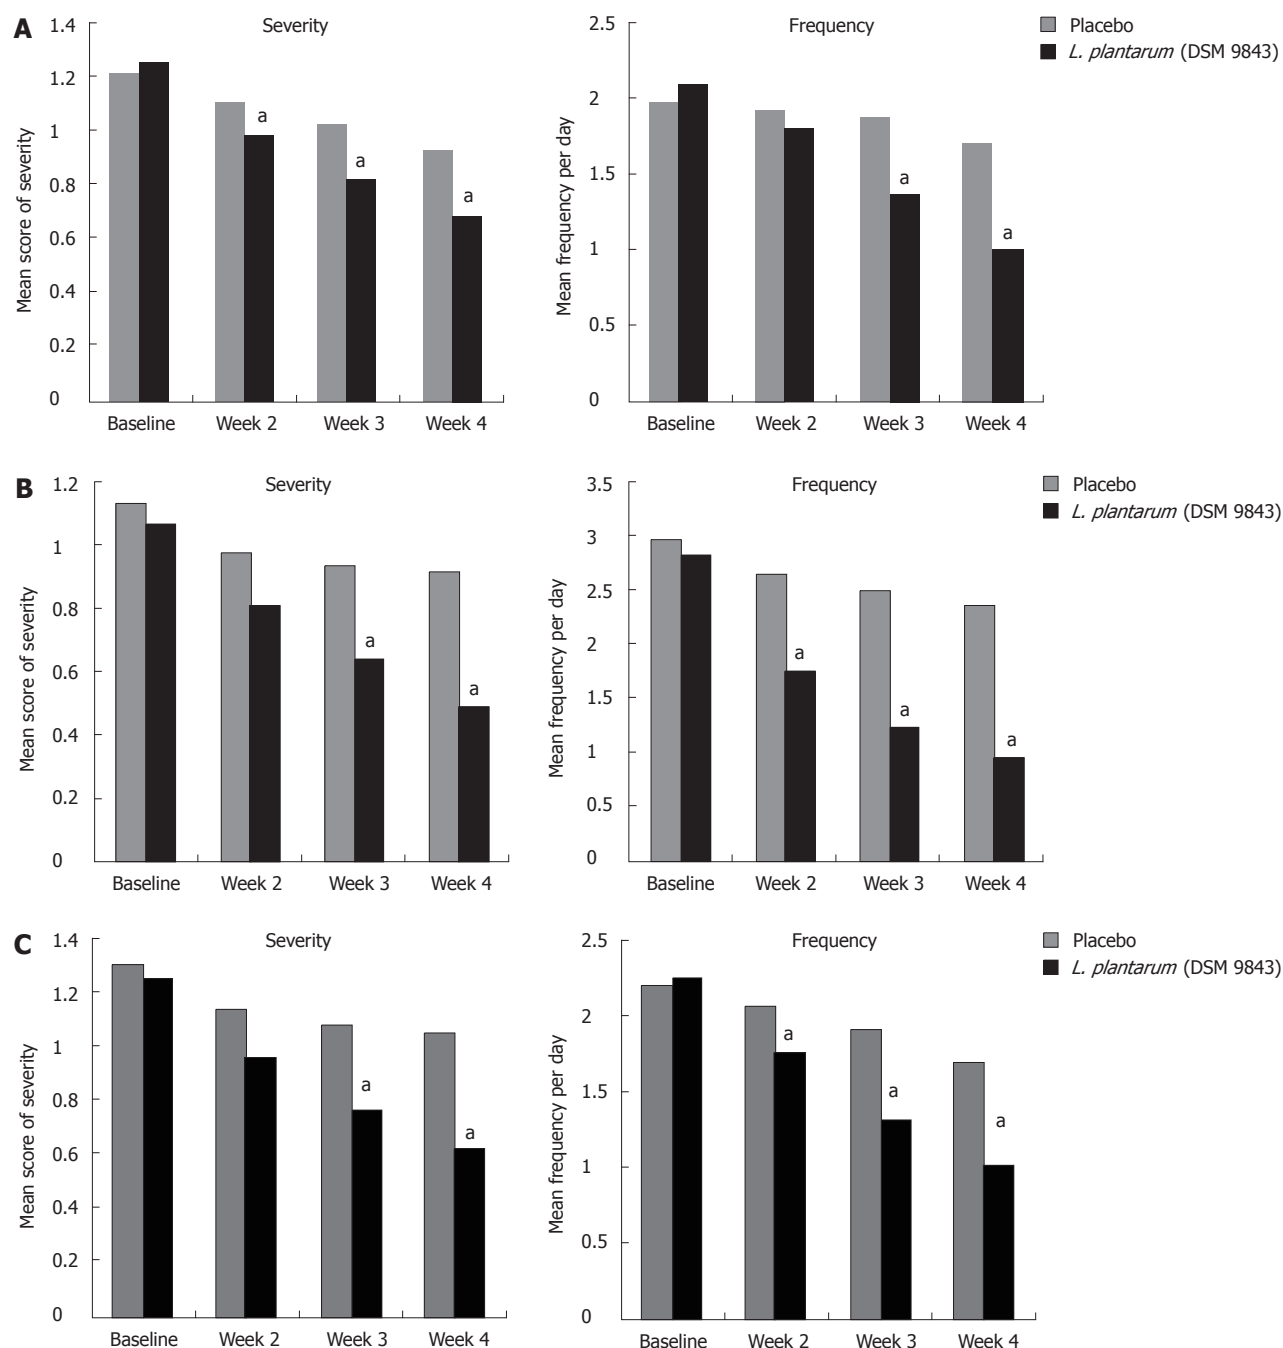 A
Severity
Mean score of severity
1.4
1.2
1
0.8
0.6
0.4
0.2
0
a
a
a
Baseline Week 2 Week 3 Week 4
Frequency
Mean frequency per day
2.5
2
1.5
1
0.5
0
a
a
Baseline Week 2 Week 3 Week 4
Placebo
L. plantarum (DSM 9843)
B
Severity
Mean score of severity
1.2
1
0.8
0.6
0.4
0.2
0
a
a
Baseline Week 2 Week 3 Week 4
Frequency
Mean frequency per day
3.5
3
2.5
2
1.5
1
0.5
0
a
a
a
Baseline Week 2 Week 3 Week 4
Placebo
L. plantarum (DSM 9843)
C
Severity
Mean score of severity
1.4
1.2
1
0.8
0.6
0.4
0.2
0
a
a
Baseline Week 2 Week 3 Week 4
Frequency
Mean frequency per day
2.5
2
1.5
1
0.5
0
a
a
a
Baseline Week 2 Week 3 Week 4
Placebo
L. plantarum (DSM 9843)